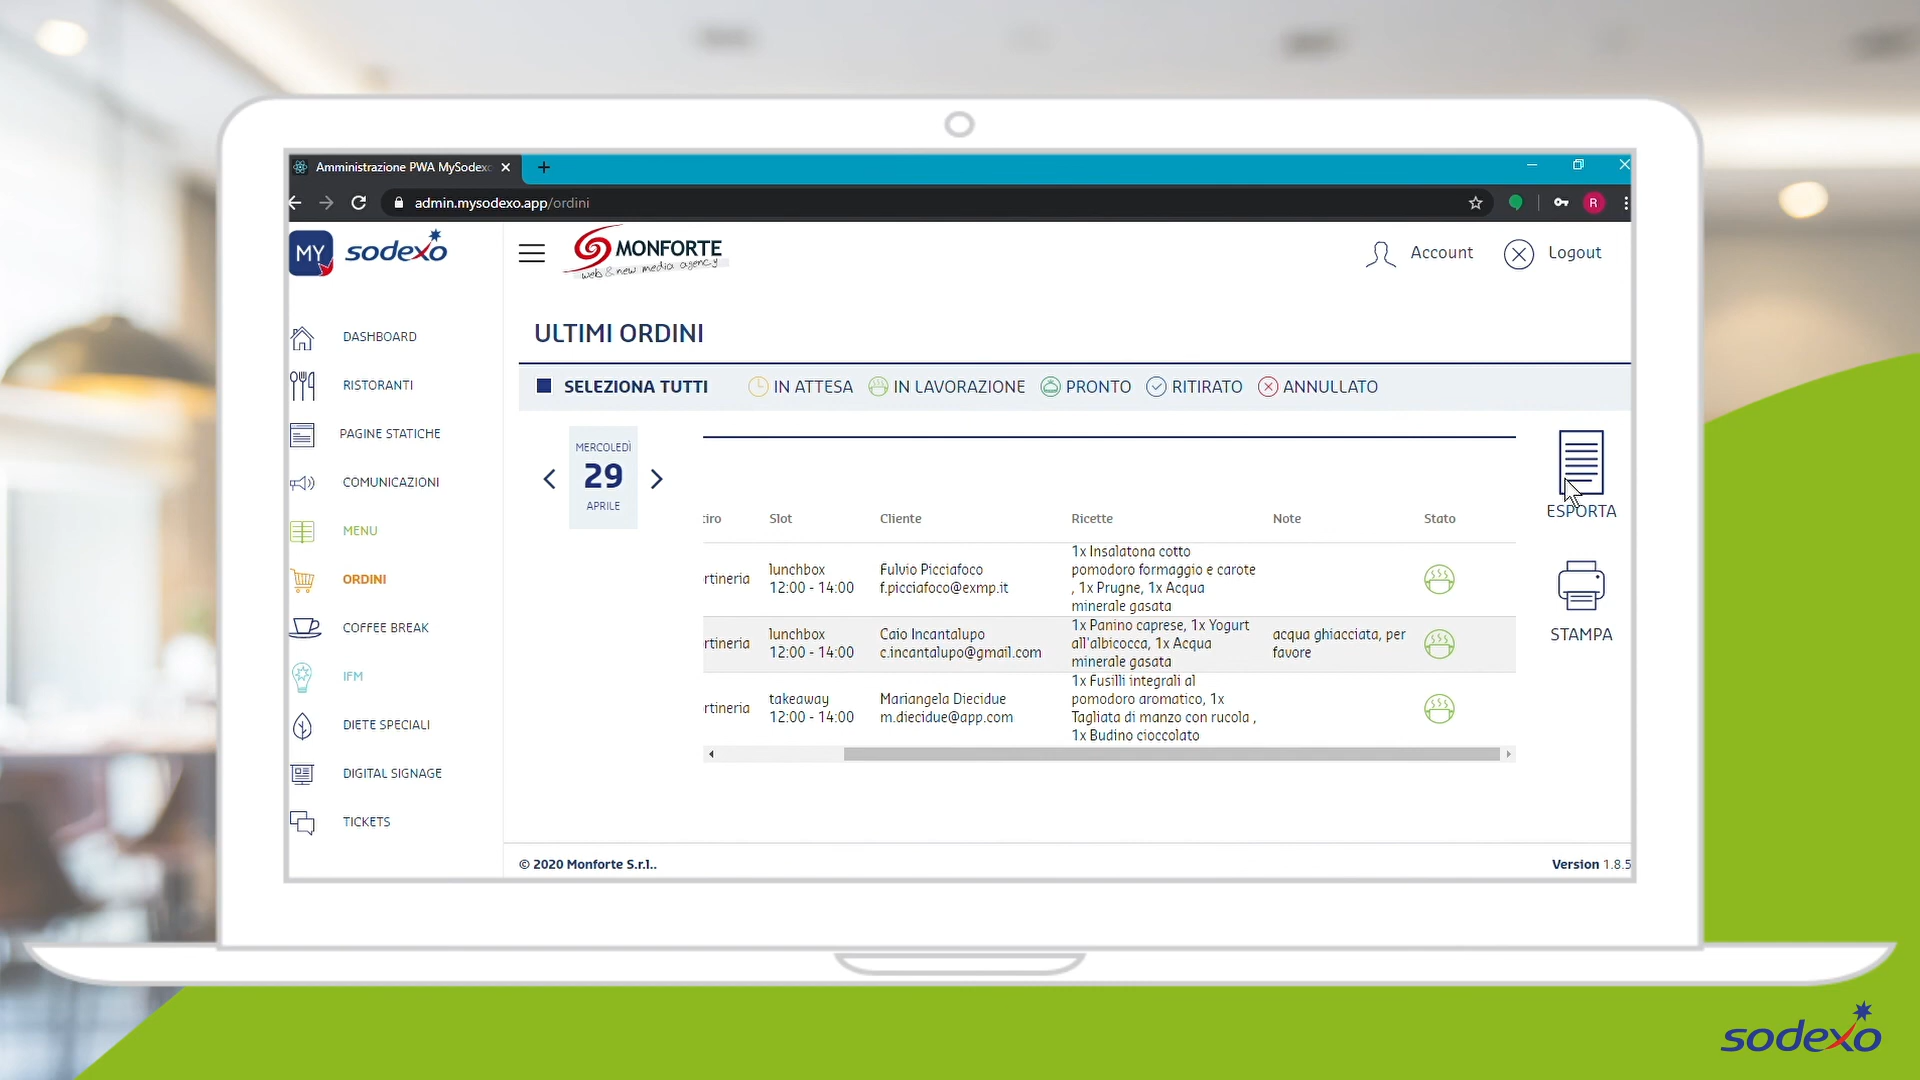 Amministrazione PWA MySodexo
admin.mysodexo.app/ordini
R
MY sodexo
MONFORTE
web & new media agency
Account
Logout
DASHBOARD
RISTORANTI
PAGINE STATICHE
COMUNICAZIONI
MENU
ORDINI
COFFEE BREAK
IFM
DIETE SPECIALI
DIGITAL SIGNAGE
TICKETS
ULTIMI ORDINI
SELEZIONA TUTTI IN ATTESA IN LAVORAZIONE PRONTO RITIRATO ANNULLATO
MERCOLEDÌ
29
APRILE
tiro Slot Cliente Ricette Note Stato
rtineria
lunchbox
12:00 - 14:00
Fulvio Picciafoco
f.picciafoco@exmp.it
1x Insalatona cotto
pomodoro formaggio e carote
, 1x Prugne, 1x Acqua
minerale gasata
rtineria
lunchbox
12:00 - 14:00
Caio Incantalupo
c.incantalupo@gmail.com
1x Panino caprese, 1x Yogurt
all'albicocca, 1x Acqua
minerale gasata
acqua ghiacciata, per
favore
rtineria
takeaway
12:00 - 14:00
Mariangela Diecidue
m.diecidue@app.com
1x Fusilli integrali al
pomodoro aromatico, 1x
Tagliata di manzo con rucola ,
1x Budino cioccolato
ESPORTA
STAMPA
© 2020 Monforte S.r.l..
Version 1.8.5
sodexo